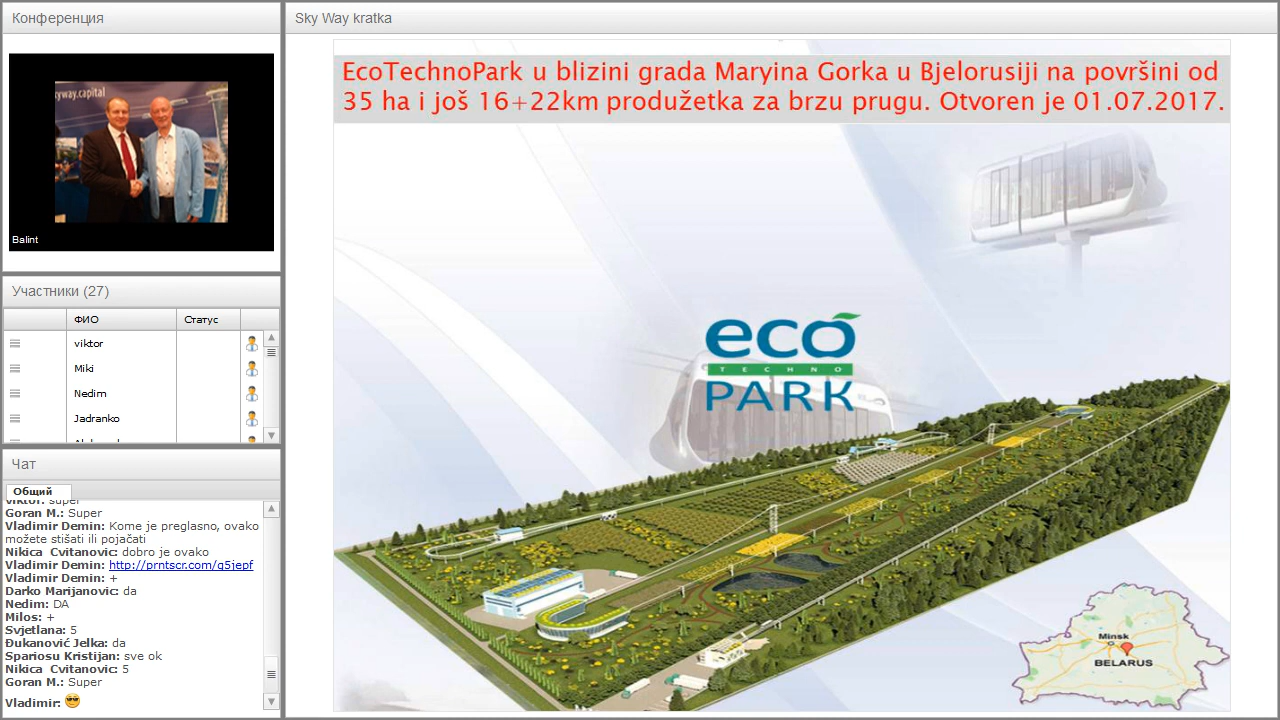 Конференция
yway.capital
Balint
Участники (27)
ФИО Статус
viktor
Miki
Nedim
Jadranko
Чат
Общий
viktor: super
Goran M.: Super
Vladimir Demin: Kome je preglasno, ovako
možete stišati ili pojačati
Nikica Cvitanovic: dobro je ovako
Vladimir Demin: http://prntscr.com/g5jepf
Vladimir Demin: +
Darko Marijanovic: da
Nedim: DA
Milos: +
Svjetlana: 5
Đukanović Jelka: da
Spariosu Kristijan: sve ok
Nikica Cvitanovic: 5
Goran M.: Super
Vladimir:
Sky Way kratka
EcoTechnoPark u blizini grada Maryina Gorka u Bjelorusiji na površini od
35 ha i još 16+22km produžetka za brzu prugu. Otvoren je 01.07.2017.
eco
TECHNO
PARK
Minsk
BELARUS